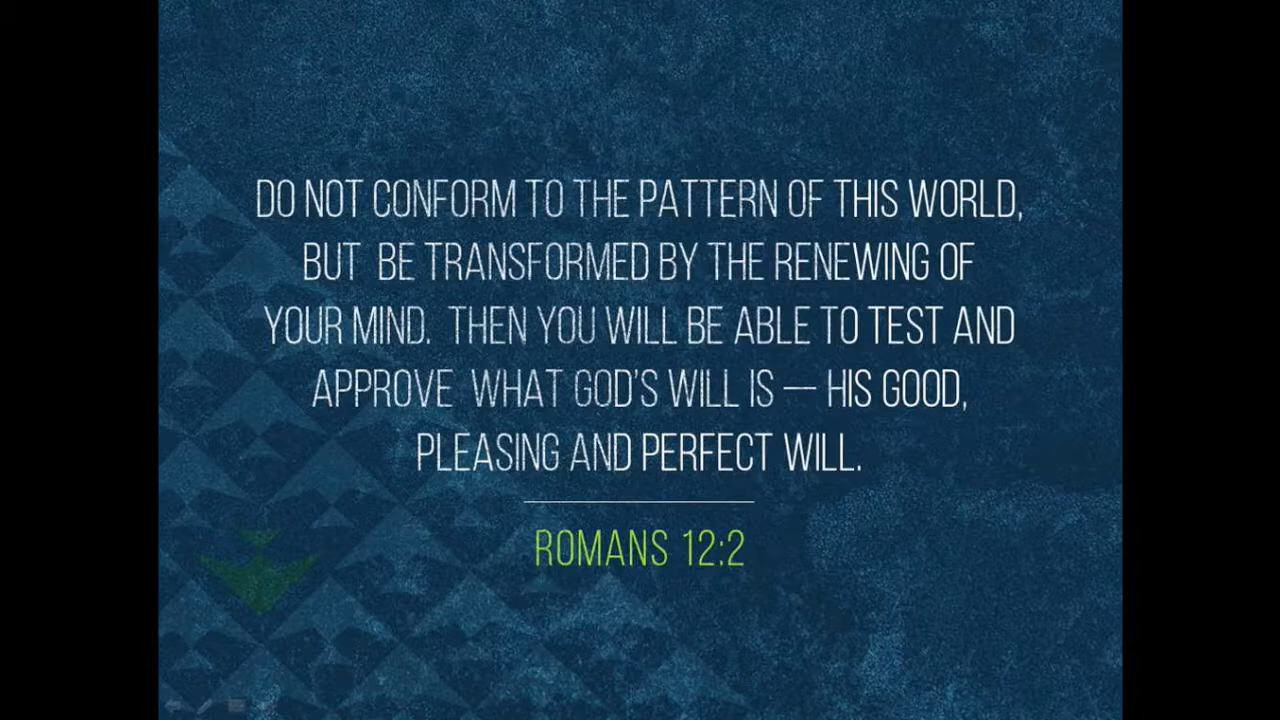 DO NOT CONFORM TO THE PATTERN OF THIS WORLD,
BUT BE TRANSFORMED BY THE RENEWING OF
YOUR MIND. THEN YOU WILL BE ABLE TO TEST AND
APPROVE WHAT GOD'S WILL IS — HIS GOOD,
PLEASING AND PERFECT WILL.
ROMANS 12:2